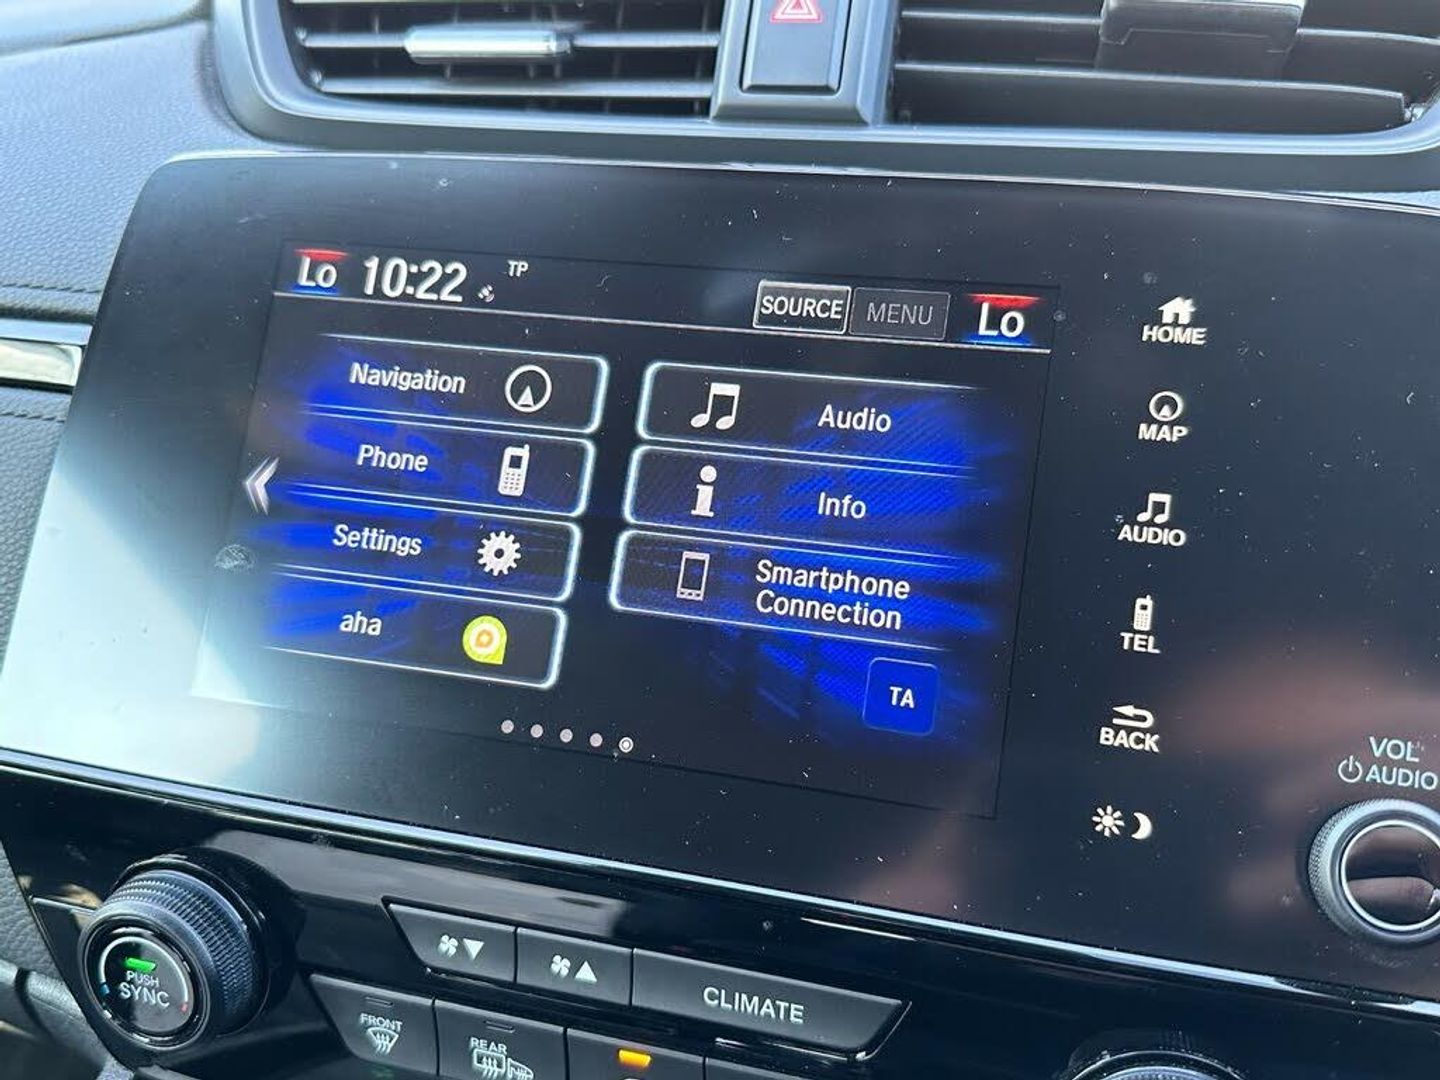 Lo 10:22 TP SOURCE MENU Lo
Navigation
Audio
Phone
Info
Settings
Smartphone
Connection
aha
TA
HOME
MAP
AUDIO
TEL
BACK
VOL
AUDIO
PUSH
SYNC
CLIMATE
FRONT
REAR